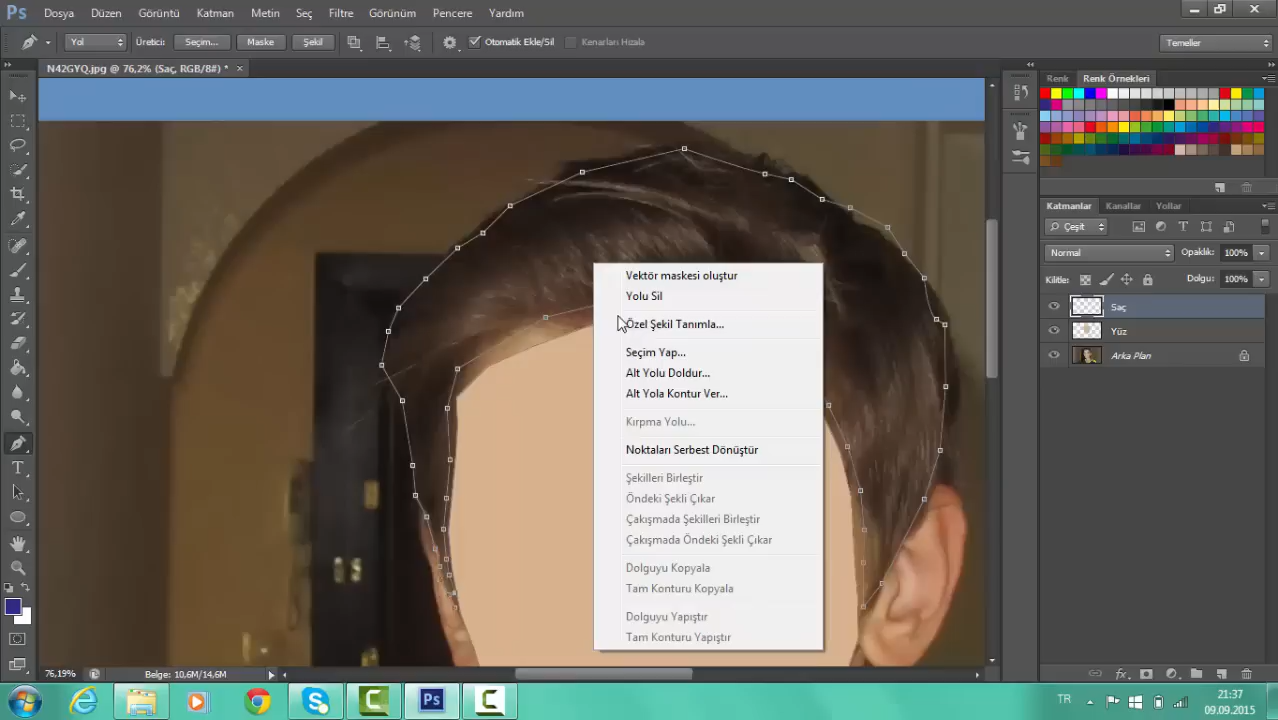 Ps Dosya Düzen Görüntü Katman Metin Seç Filtre Görünüm Pencere Yardım
Yol Üretici: Seçim... Maske Şekil Otomatik Ekle/Sil Kenarları Hizala Temeller
N42GYQ.jpg @ 76,2% (Saç, RGB/8#) * ×
Renk Renk Örnekleri
Katmanlar Kanallar Yollar
Çeşit
Normal Opaklik: 100%
Kilitle: Dolgu: 100%
Saç
Yüz
Arka Plan
Vektör maskesi oluştur
Yolu Sil
Özel Şekil Tanımla...
Seçim Yap...
Alt Yolu Doldur...
Alt Yola Kontur Ver...
Kırpma Yolu...
Noktaları Serbest Dönüştür
Şekilleri Birleştir
Öndeki Şekli Çıkar
Çakışmada Şekilleri Birleştir
Çakışmada Öndeki Şekli Çıkar
Dolguyu Kopyala
Tam Konturu Kopyala
Dolguyu Yapıştır
Tam Konturu Yapıştır
76,19% Belge: 10,6M/14,6M
TR 21:37
09.09.2015